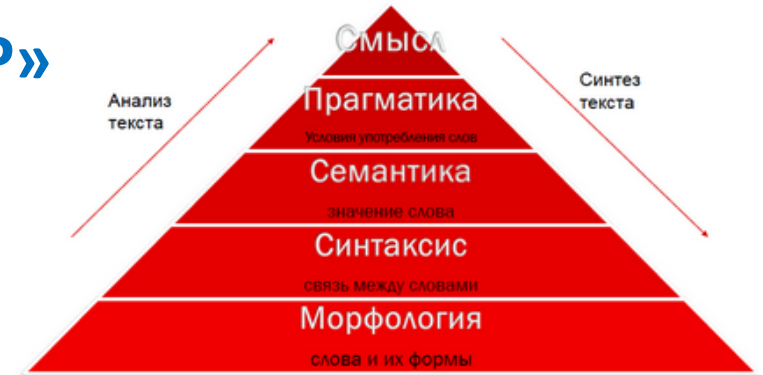 Р»
Смысл
Анализ
текста
Синтез
текста
Прагматика
Условия употребления слов
Семантика
значение слова
Синтаксис
связь между словами
Морфология
слова и их формы